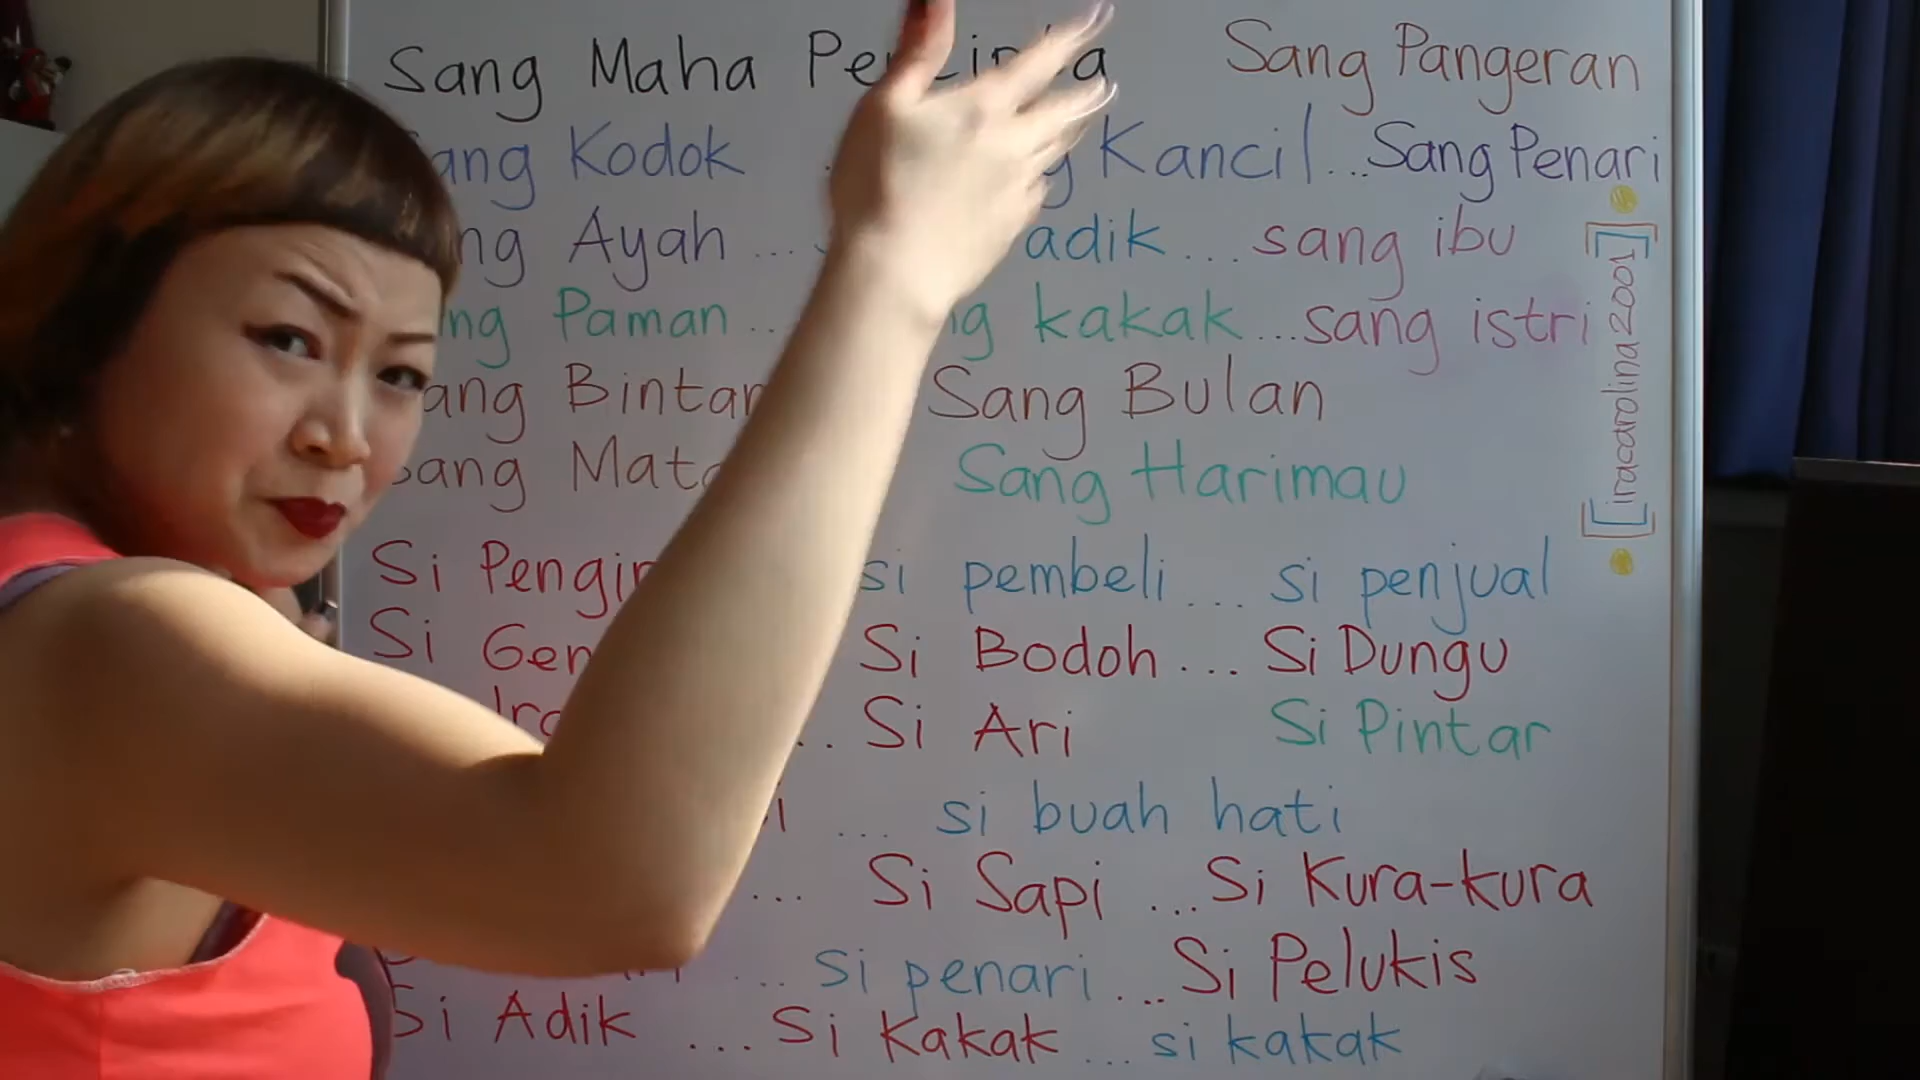 Sang Maha Sang Pangeran
Kodok Kancil...Sang Penari
Ayah ... adik...sang ibu
Paman ... kakak...sang istri
Sang Bulan
Sang Harimau
Si si pembeli ... si penjual
Si Si Bodoh... Si Dungu
.. Si Ari Si Pintar
... si buah hati
... Si Sapi ...Si Kura-kura
... si penari ...Si Pelukis
Si Adik ... Si Kakak ... si kakak
[iracarolina2001]